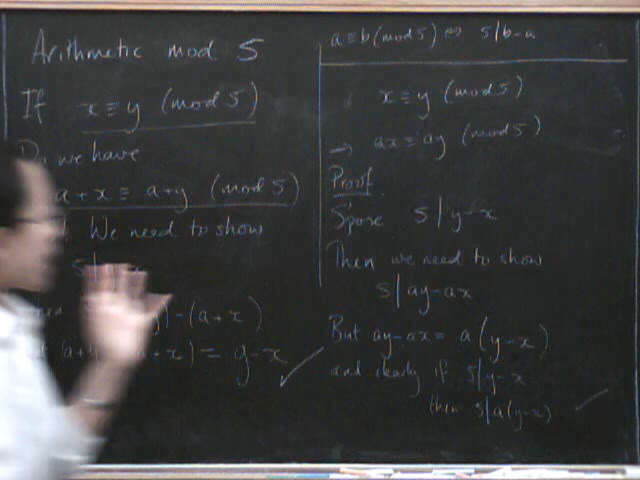 Arithmetic mod 5
If x ≡ y (mod 5)
we have
a + x ≡ a + y (mod 5)
We need to show
) - (a + x)
a + x) = y - x
a ≡ b (mod 5) ⇔ 5 | b - a
x ≡ y (mod 5)
→ ax ≡ ay (mod 5)
Proof
Spose 5 | y - x
Then we need to show
5 | ay - ax
But ay - ax = a(y - x)
and clearly if 5 | y - x
then 5 | a(y - x)